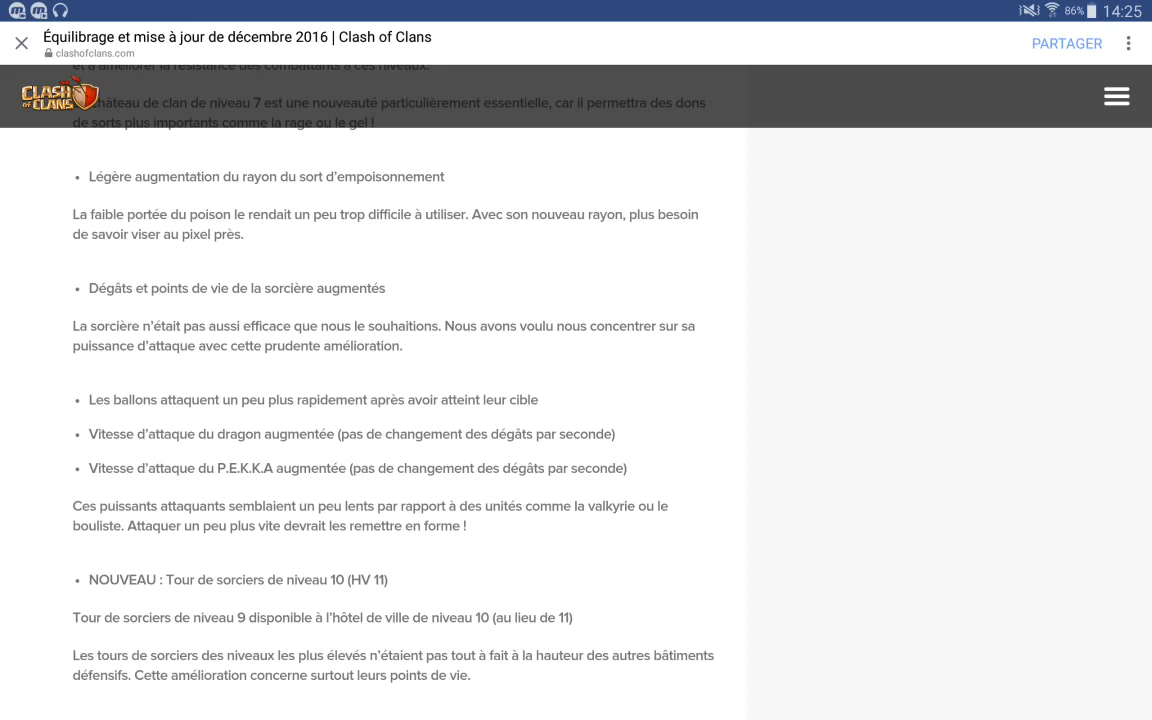 86% 14:25
Équilibrage et mise à jour de décembre 2016 | Clash of Clans
clashofclans.com
PARTAGER
et à améliorer la résistance des combattants à ces niveaux.
CLASH OF CLANS
château de clan de niveau 7 est une nouveauté particulièrement essentielle, car il permettra des dons
de sorts plus importants comme la rage ou le gel !
• Légère augmentation du rayon du sort d'empoisonnement
La faible portée du poison le rendait un peu trop difficile à utiliser. Avec son nouveau rayon, plus besoin
de savoir viser au pixel près.
• Dégâts et points de vie de la sorcière augmentés
La sorcière n'était pas aussi efficace que nous le souhaitions. Nous avons voulu nous concentrer sur sa
puissance d'attaque avec cette prudente amélioration.
• Les ballons attaquent un peu plus rapidement après avoir atteint leur cible
• Vitesse d'attaque du dragon augmentée (pas de changement des dégâts par seconde)
• Vitesse d'attaque du P.E.K.K.A augmentée (pas de changement des dégâts par seconde)
Ces puissants attaquants semblaient un peu lents par rapport à des unités comme la valkyrie ou le
bouliste. Attaquer un peu plus vite devrait les remettre en forme !
• NOUVEAU : Tour de sorciers de niveau 10 (HV 11)
Tour de sorciers de niveau 9 disponible à l'hôtel de ville de niveau 10 (au lieu de 11)
Les tours de sorciers des niveaux les plus élevés n'étaient pas tout à fait à la hauteur des autres bâtiments
défensifs. Cette amélioration concerne surtout leurs points de vie.